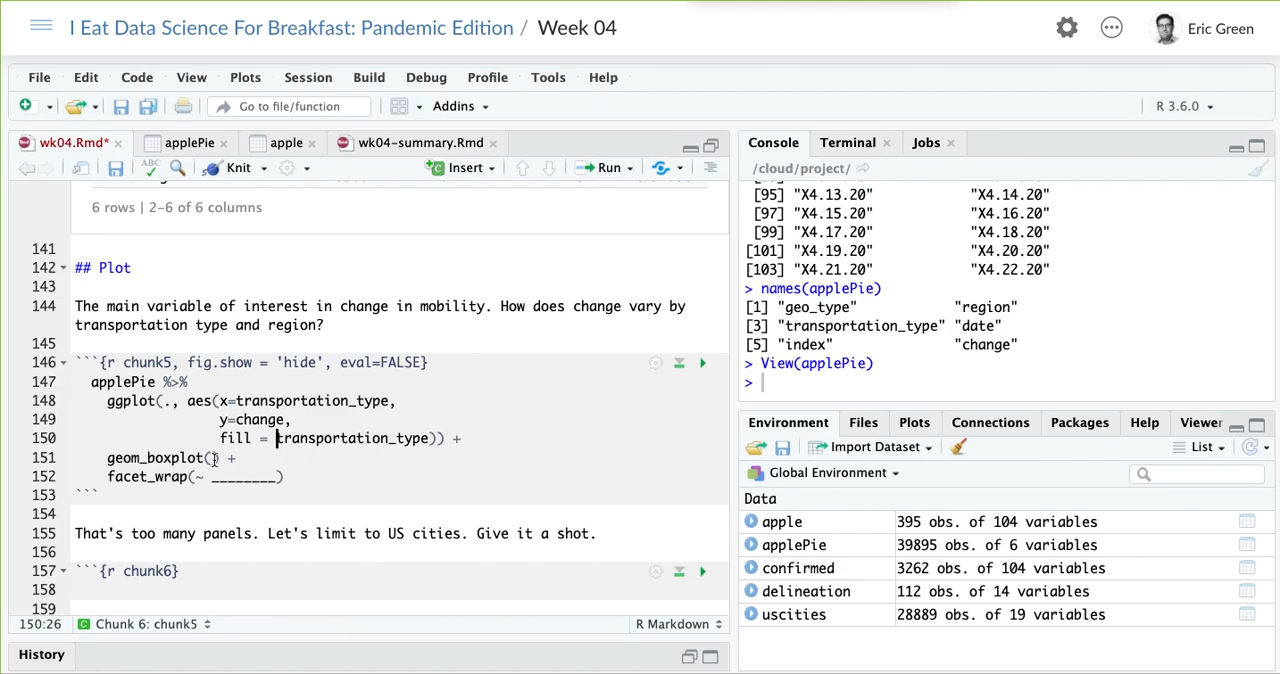 I Eat Data Science For Breakfast: Pandemic Edition / Week 04
Eric Green
File Edit Code View Plots Session Build Debug Profile Tools Help
Go to file/function
Addins
R 3.6.0
wk04.Rmd*
applePie
apple
wk04-summary.Rmd
ABC
Knit
Insert
Run
6 rows | 2-6 of 6 columns
141
142 ## Plot
143
144 The main variable of interest in change in mobility. How does change vary by
transportation type and region?
145
146 ```{r chunk5, fig.show = 'hide', eval=FALSE}
147 applePie %>%
148 ggplot(., aes(x=transportation_type,
149 y=change,
150 fill = transportation_type)) +
151 geom_boxplot() +
152 facet_wrap(~ ________)
153 ```
154
155 That's too many panels. Let's limit to US cities. Give it a shot.
156
157 ```{r chunk6}
158
159
150:26 Chunk 6: chunk5 R Markdown
History
Console Terminal Jobs
/cloud/project/
[95] "X4.13.20" "X4.14.20"
[97] "X4.15.20" "X4.16.20"
[99] "X4.17.20" "X4.18.20"
[101] "X4.19.20" "X4.20.20"
[103] "X4.21.20" "X4.22.20"
> names(applePie)
[1] "geo_type" "region"
[3] "transportation_type" "date"
[5] "index" "change"
> View(applePie)
>
Environment Files Plots Connections Packages Help Viewer
Import Dataset
List
Global Environment
Data
apple 395 obs. of 104 variables
applePie 39895 obs. of 6 variables
confirmed 3262 obs. of 104 variables
delineation 112 obs. of 14 variables
uscities 28889 obs. of 19 variables